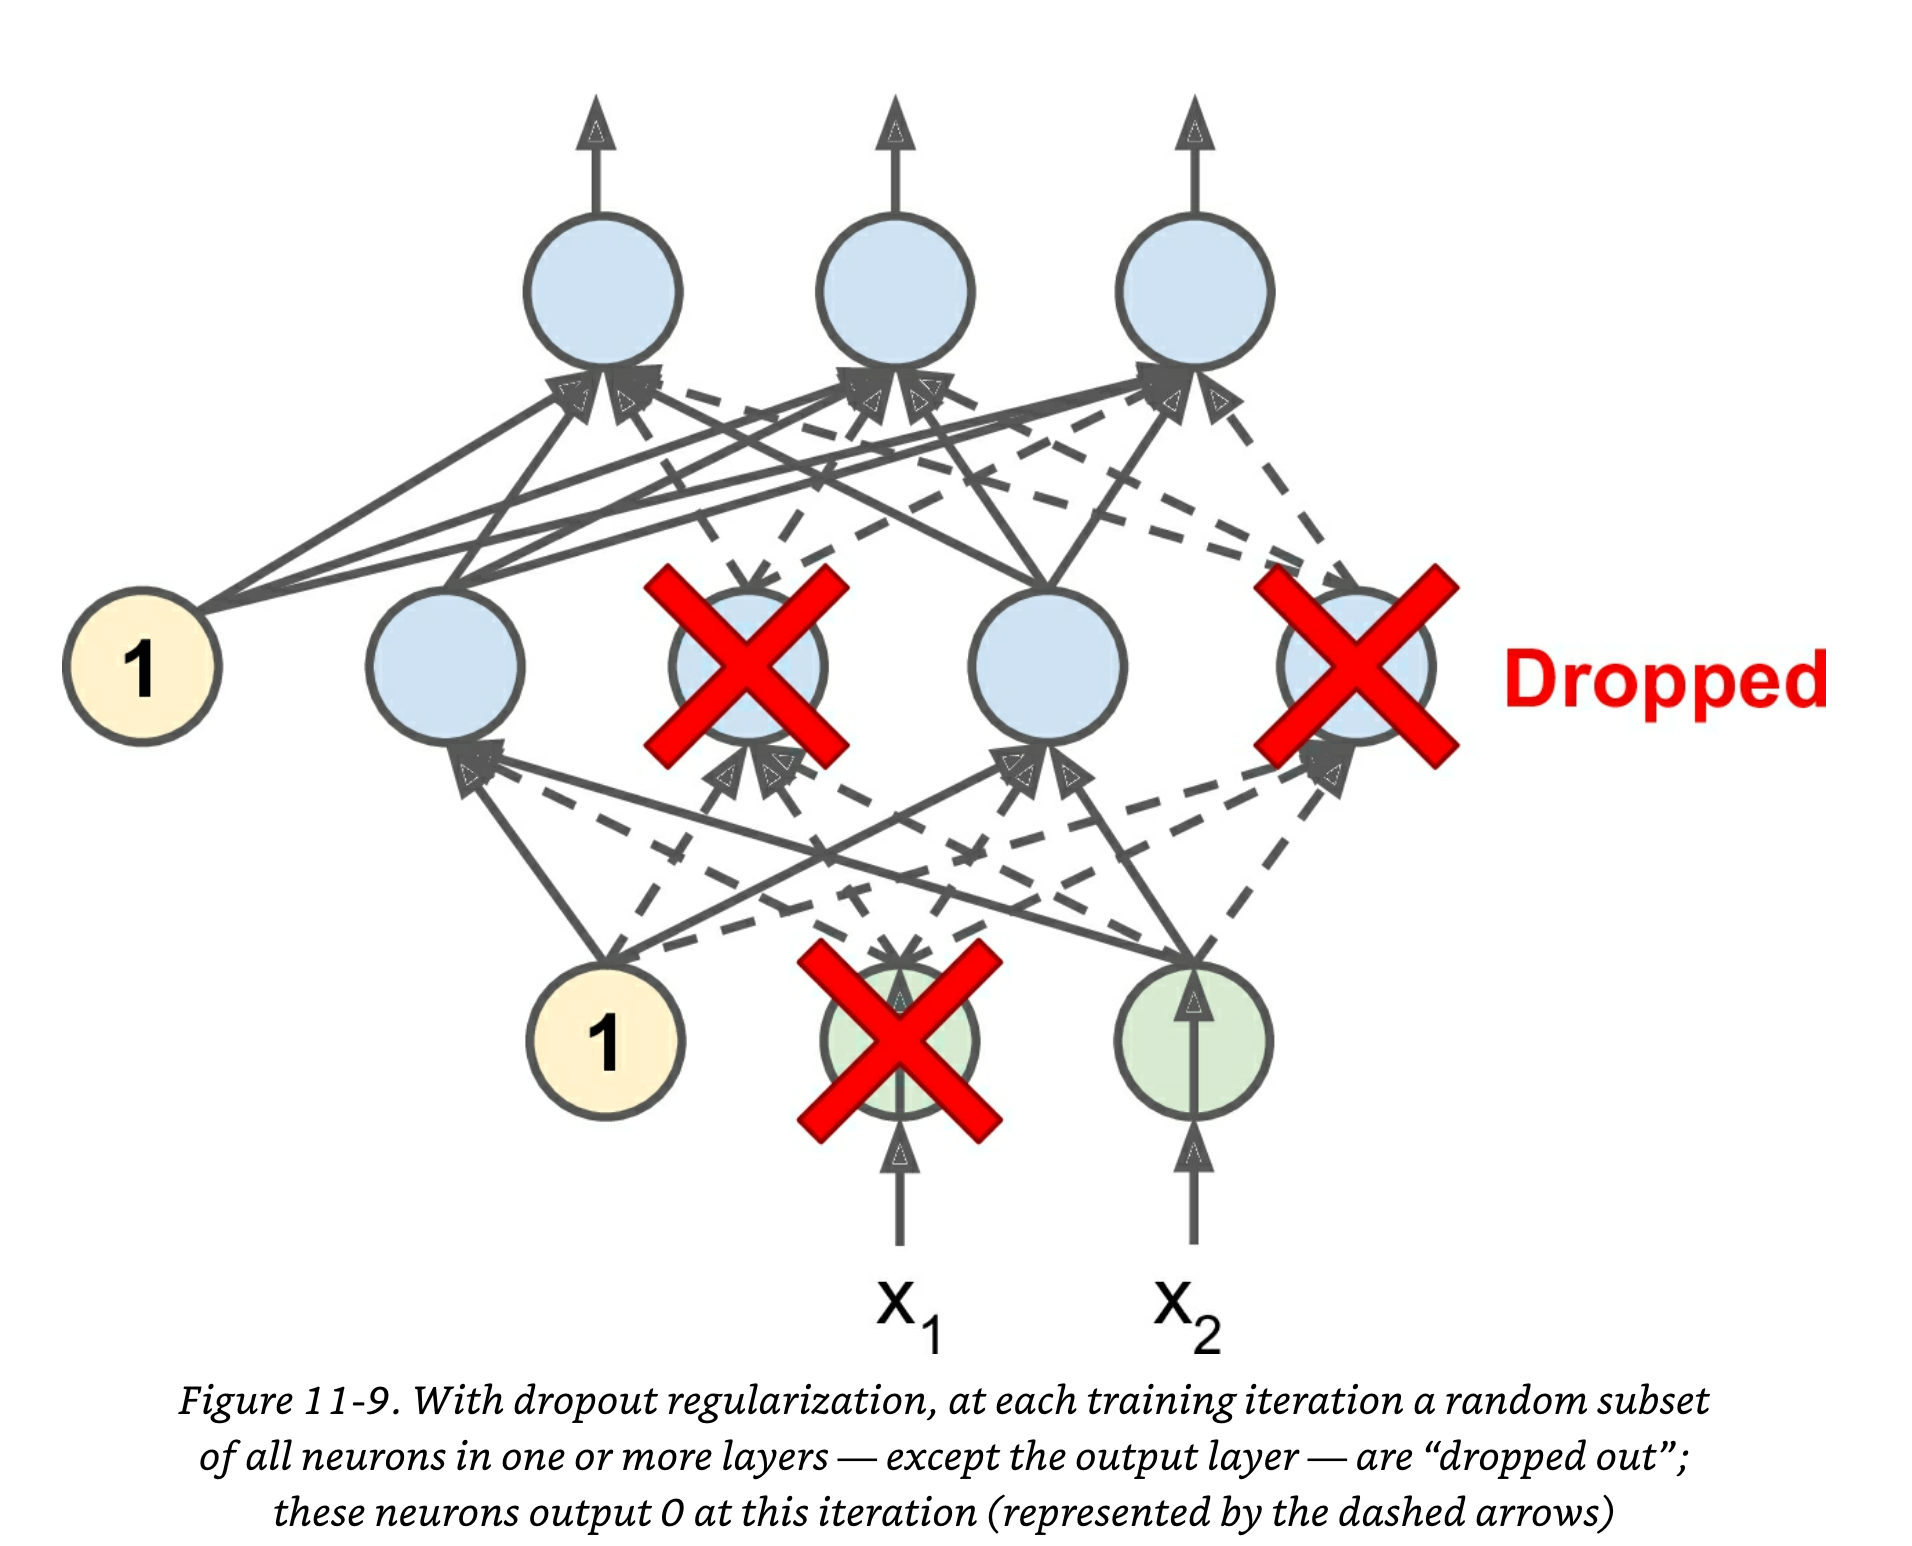 1
Dropped
1
x1
x2
Figure 11-9. With dropout regularization, at each training iteration a random subset
of all neurons in one or more layers — except the output layer — are “dropped out”;
these neurons output 0 at this iteration (represented by the dashed arrows)